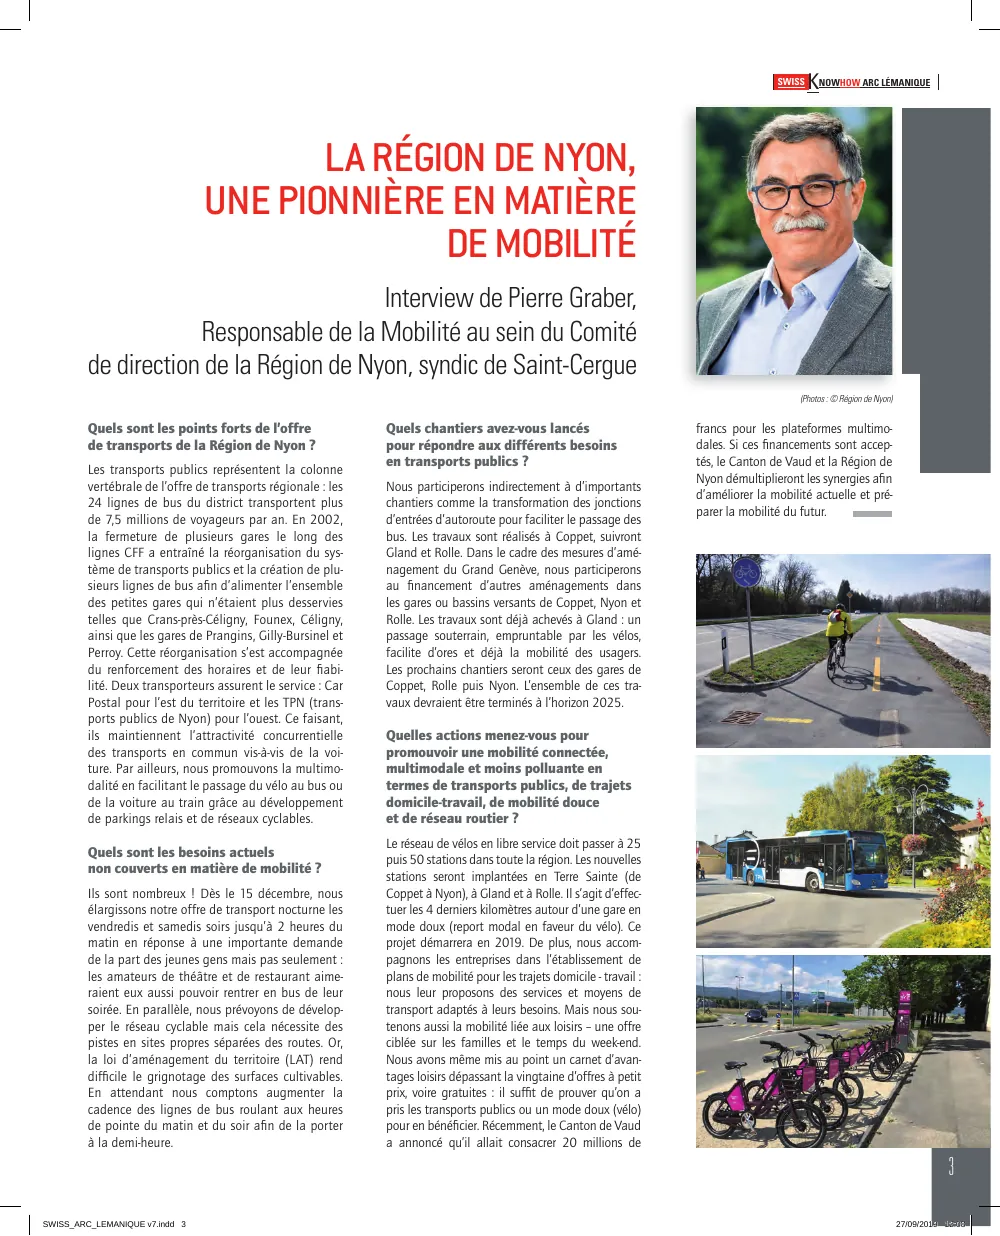 SWISS KNOWHOW ARC LÉMANIQUE
LA RÉGION DE NYON,
UNE PIONNIÈRE EN MATIÈRE
DE MOBILITÉ
Interview de Pierre Graber,
Responsable de la Mobilité au sein du Comité
de direction de la Région de Nyon, syndic de Saint-Cergue
(Photos : © Région de Nyon)
Quels sont les points forts de l’offre
de transports de la Région de Nyon ?
Les transports publics représentent la colonne
vertébrale de l’offre de transports régionale : les
24 lignes de bus du district transportent plus
de 7,5 millions de voyageurs par an. En 2002,
la fermeture de plusieurs gares le long des
lignes CFF a entraîné la réorganisation du sys-
tème de transports publics et la création de plu-
sieurs lignes de bus afin d’alimenter l’ensemble
des petites gares qui n’étaient plus desservies
telles que Crans-près-Céligny, Founex, Céligny,
ainsi que les gares de Prangins, Gilly-Bursinel et
Perroy. Cette réorganisation s’est accompagnée
du renforcement des horaires et de leur fiabi-
lité. Deux transporteurs assurent le service : Car
Postal pour l’est du territoire et les TPN (trans-
ports publics de Nyon) pour l’ouest. Ce faisant,
ils maintiennent l’attractivité concurrentielle
des transports en commun vis-à-vis de la voi-
ture. Par ailleurs, nous promouvons la multimo-
dalité en facilitant le passage du vélo au bus ou
de la voiture au train grâce au développement
de parkings relais et de réseaux cyclables.
Quels sont les besoins actuels
non couverts en matière de mobilité ?
Ils sont nombreux ! Dès le 15 décembre, nous
élargissons notre offre de transport nocturne les
vendredis et samedis soirs jusqu’à 2 heures du
matin en réponse à une importante demande
de la part des jeunes gens mais pas seulement :
les amateurs de théâtre et de restaurant aime-
raient eux aussi pouvoir rentrer en bus de leur
soirée. En parallèle, nous prévoyons de dévelop-
per le réseau cyclable mais cela nécessite des
pistes en sites propres séparées des routes. Or,
la loi d’aménagement du territoire (LAT) rend
difficile le grignotage des surfaces cultivables.
En attendant nous comptons augmenter la
cadence des lignes de bus roulant aux heures
de pointe du matin et du soir afin de la porter
à la demi-heure.
Quels chantiers avez-vous lancés
pour répondre aux différents besoins
en transports publics ?
Nous participerons indirectement à d’importants
chantiers comme la transformation des jonctions
d’entrées d’autoroute pour faciliter le passage des
bus. Les travaux sont réalisés à Coppet, suivront
Gland et Rolle. Dans le cadre des mesures d’amé-
nagement du Grand Genève, nous participerons
au financement d’autres aménagements dans
les gares ou bassins versants de Coppet, Nyon et
Rolle. Les travaux sont déjà achevés à Gland : un
passage souterrain, empruntable par les vélos,
facilite d’ores et déjà la mobilité des usagers.
Les prochains chantiers seront ceux des gares de
Coppet, Rolle puis Nyon. L’ensemble de ces tra-
vaux devraient être terminés à l’horizon 2025.
Quelles actions menez-vous pour
promouvoir une mobilité connectée,
multimodale et moins polluante en
termes de transports publics, de trajets
domicile-travail, de mobilité douce
et de réseau routier ?
Le réseau de vélos en libre service doit passer à 25
puis 50 stations dans toute la région. Les nouvelles
stations seront implantées en Terre Sainte (de
Coppet à Nyon), à Gland et à Rolle. Il s’agit d’effec-
tuer les 4 derniers kilomètres autour d’une gare en
mode doux (report modal en faveur du vélo). Ce
projet démarrera en 2019. De plus, nous accom-
pagnons les entreprises dans l’établissement de
plans de mobilité pour les trajets domicile - travail :
nous leur proposons des services et moyens de
transport adaptés à leurs besoins. Mais nous sou-
tenons aussi la mobilité liée aux loisirs – une offre
ciblée sur les familles et le temps du week-end.
Nous avons même mis au point un carnet d’avan-
tages loisirs dépassant la vingtaine d’offres à petit
prix, voire gratuites : il suffit de prouver qu’on a
pris les transports publics ou un mode doux (vélo)
pour en bénéficier. Récemment, le Canton de Vaud
a annoncé qu’il allait consacrer 20 millions de
francs pour les plateformes multimo-
dales. Si ces financements sont accep-
tés, le Canton de Vaud et la Région de
Nyon démultiplieront les synergies afin
d’améliorer la mobilité actuelle et pré-
parer la mobilité du futur.
3
SWISS_ARC_LEMANIQUE v7.indd 3